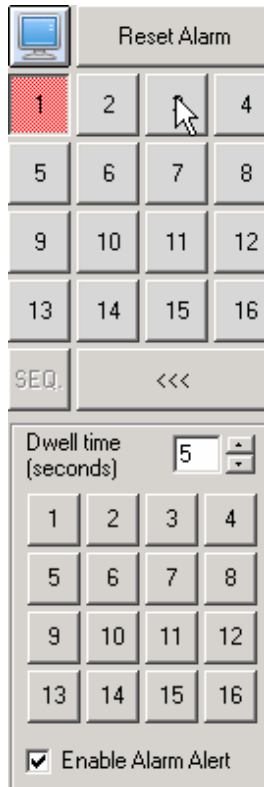 Reset Alarm
1 2 4
5 6 7 8
9 10 11 12
13 14 15 16
SEQ. <<<
Dwell time 5
(seconds)
1 2 3 4
5 6 7 8
9 10 11 12
13 14 15 16
Enable Alarm Alert